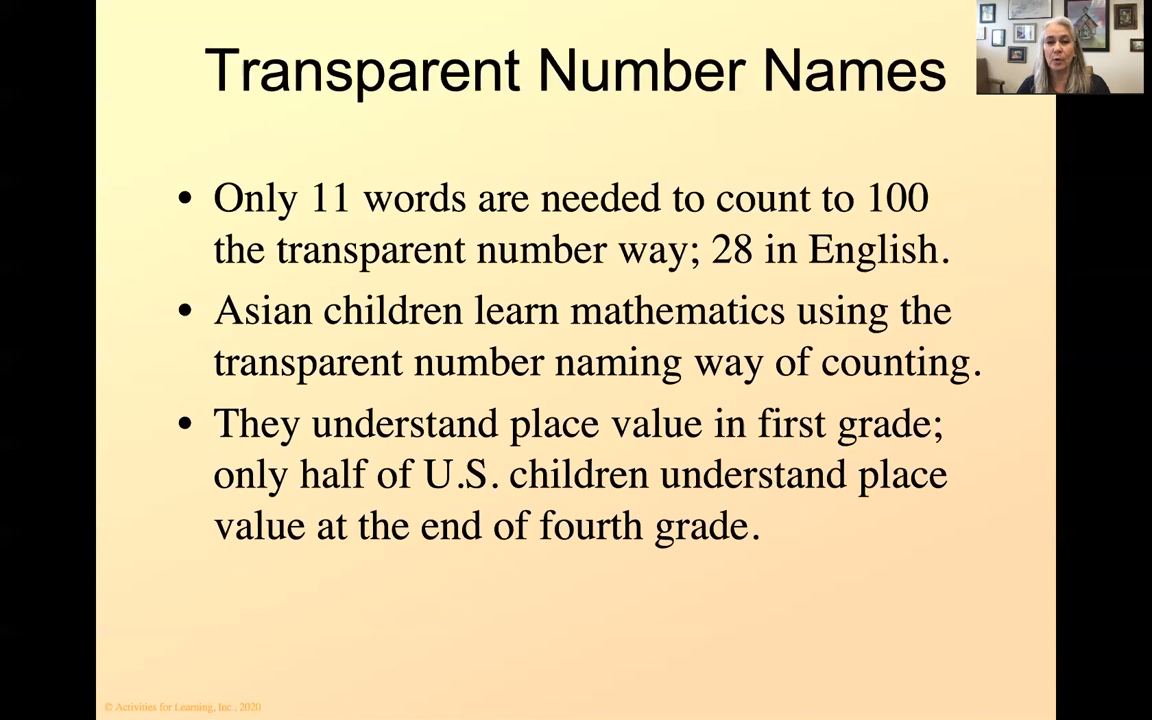 Transparent Number Names
• Only 11 words are needed to count to 100
the transparent number way; 28 in English.
• Asian children learn mathematics using the
transparent number naming way of counting.
• They understand place value in first grade;
only half of U.S. children understand place
value at the end of fourth grade.
© Activities for Learning, Inc., 2020